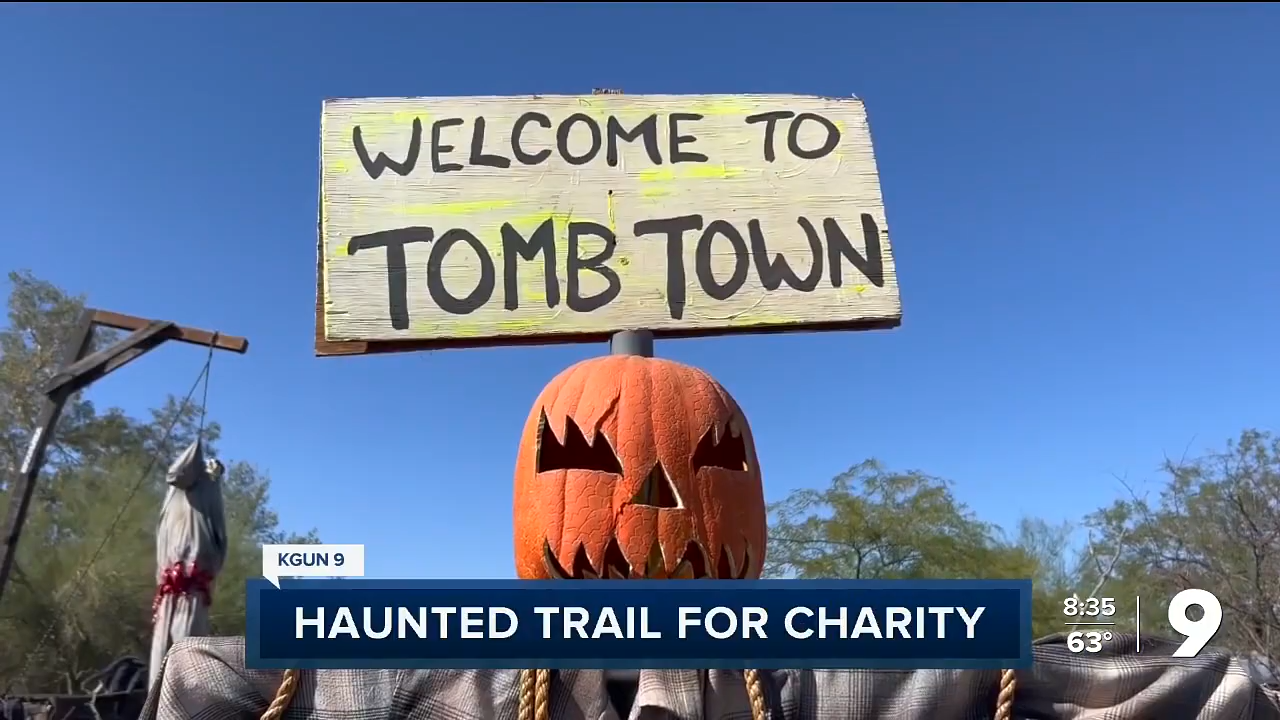 WELCOME TO
TOMB TOWN
KGUN 9
HAUNTED TRAIL FOR CHARITY
8:35
63°
9